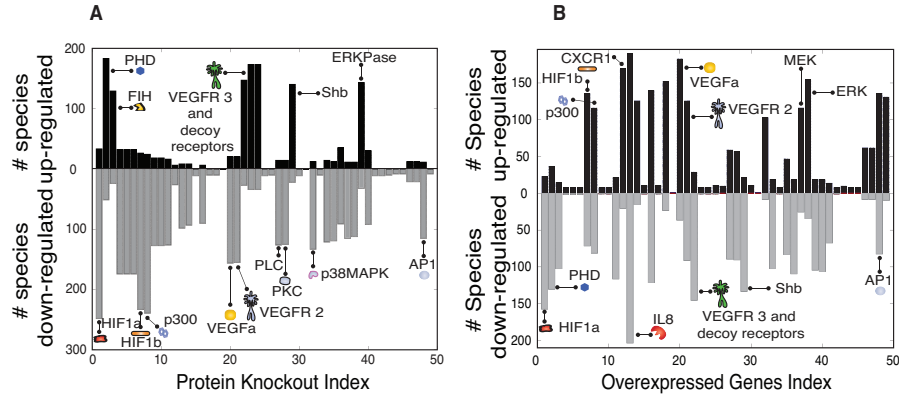 A
# species
down-regulated up-regulated
200
100
0
100
200
300
PHD
FIH
VEGFR 3
and
decoy
receptors
ERKPase
Shb
HIF1a
HIF1b
p300
VEGFa
VEGFR 2
PLC
PKC
p38MAPK
AP1
0 10 20 30 40 50
Protein Knockout Index
B
# Species
up-regulated
# Species
down-regulated
200
150
100
50
0
50
100
150
200
CXCR1
HIF1b
p300
VEGFa
VEGFR 2
MEK
ERK
PHD
HIF1a
IL8
VEGFR 3 and
decoy receptors
Shb
AP1
0 10 20 30 40 50
Overexpressed Genes Index